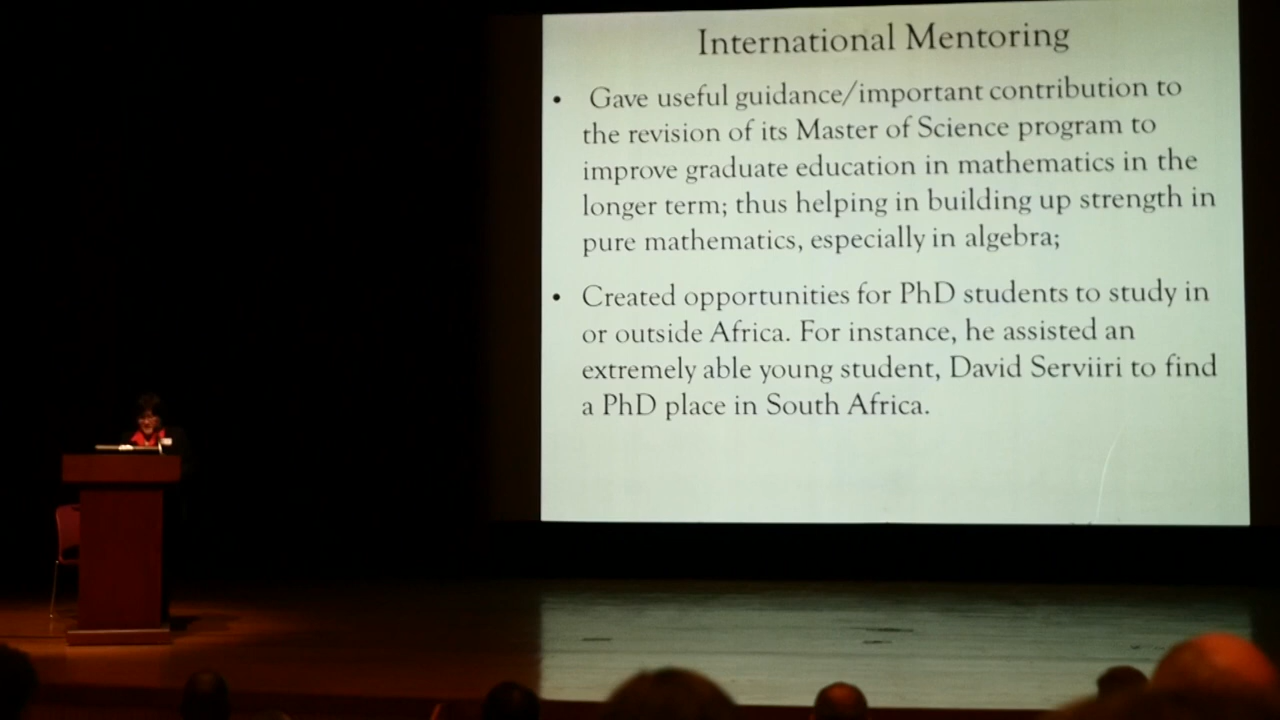 International Mentoring
• Gave useful guidance/important contribution to
the revision of its Master of Science program to
improve graduate education in mathematics in the
longer term; thus helping in building up strength in
pure mathematics, especially in algebra;
• Created opportunities for PhD students to study in
or outside Africa. For instance, he assisted an
extremely able young student, David Serviiri to find
a PhD place in South Africa.